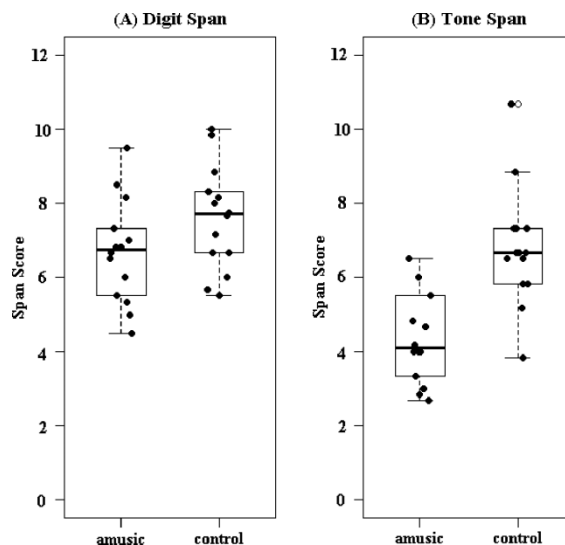 (A) Digit Span
(B) Tone Span
Span Score
12
10
8
6
4
2
0
amusic
control
Span Score
12
10
8
6
4
2
0
amusic
control